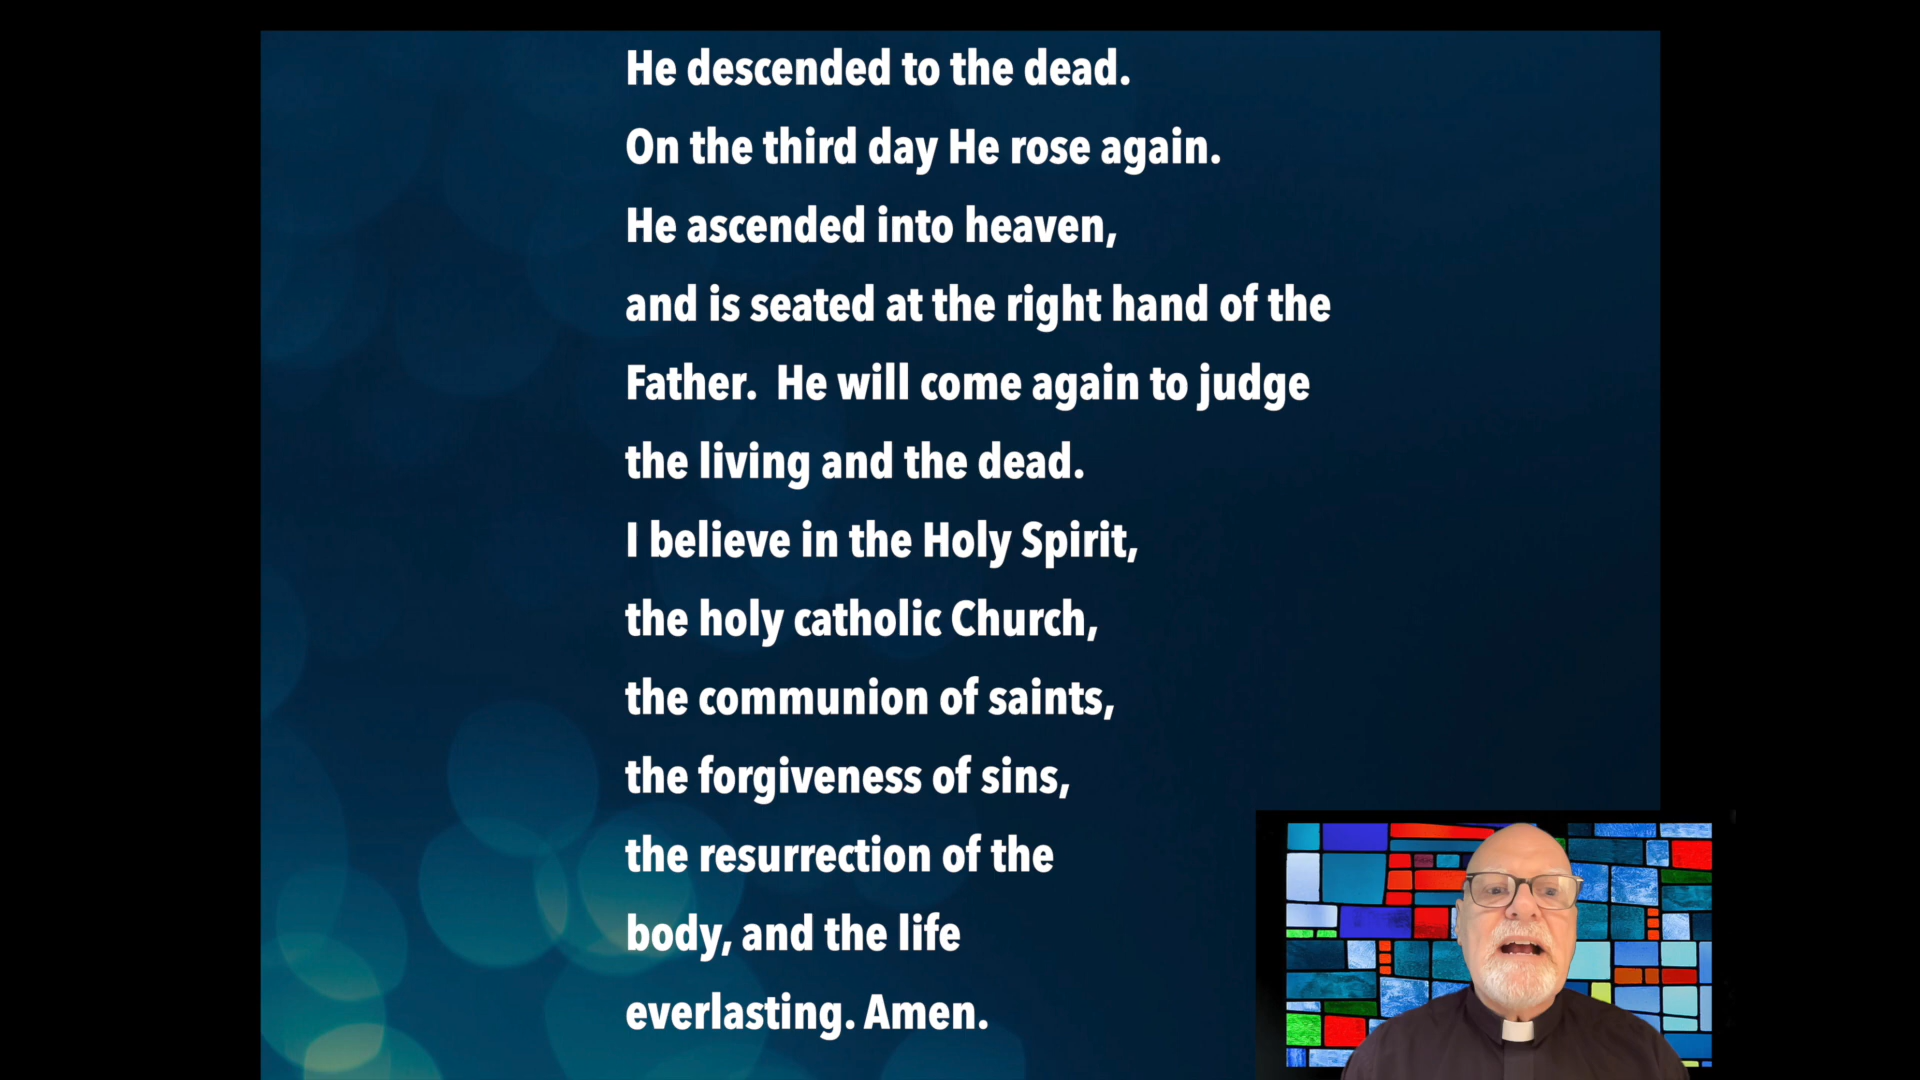 He descended to the dead.
On the third day He rose again.
He ascended into heaven,
and is seated at the right hand of the
Father.  He will come again to judge
the living and the dead.
I believe in the Holy Spirit,
the holy catholic Church,
the communion of saints,
the forgiveness of sins,
the resurrection of the
body, and the life
everlasting. Amen.